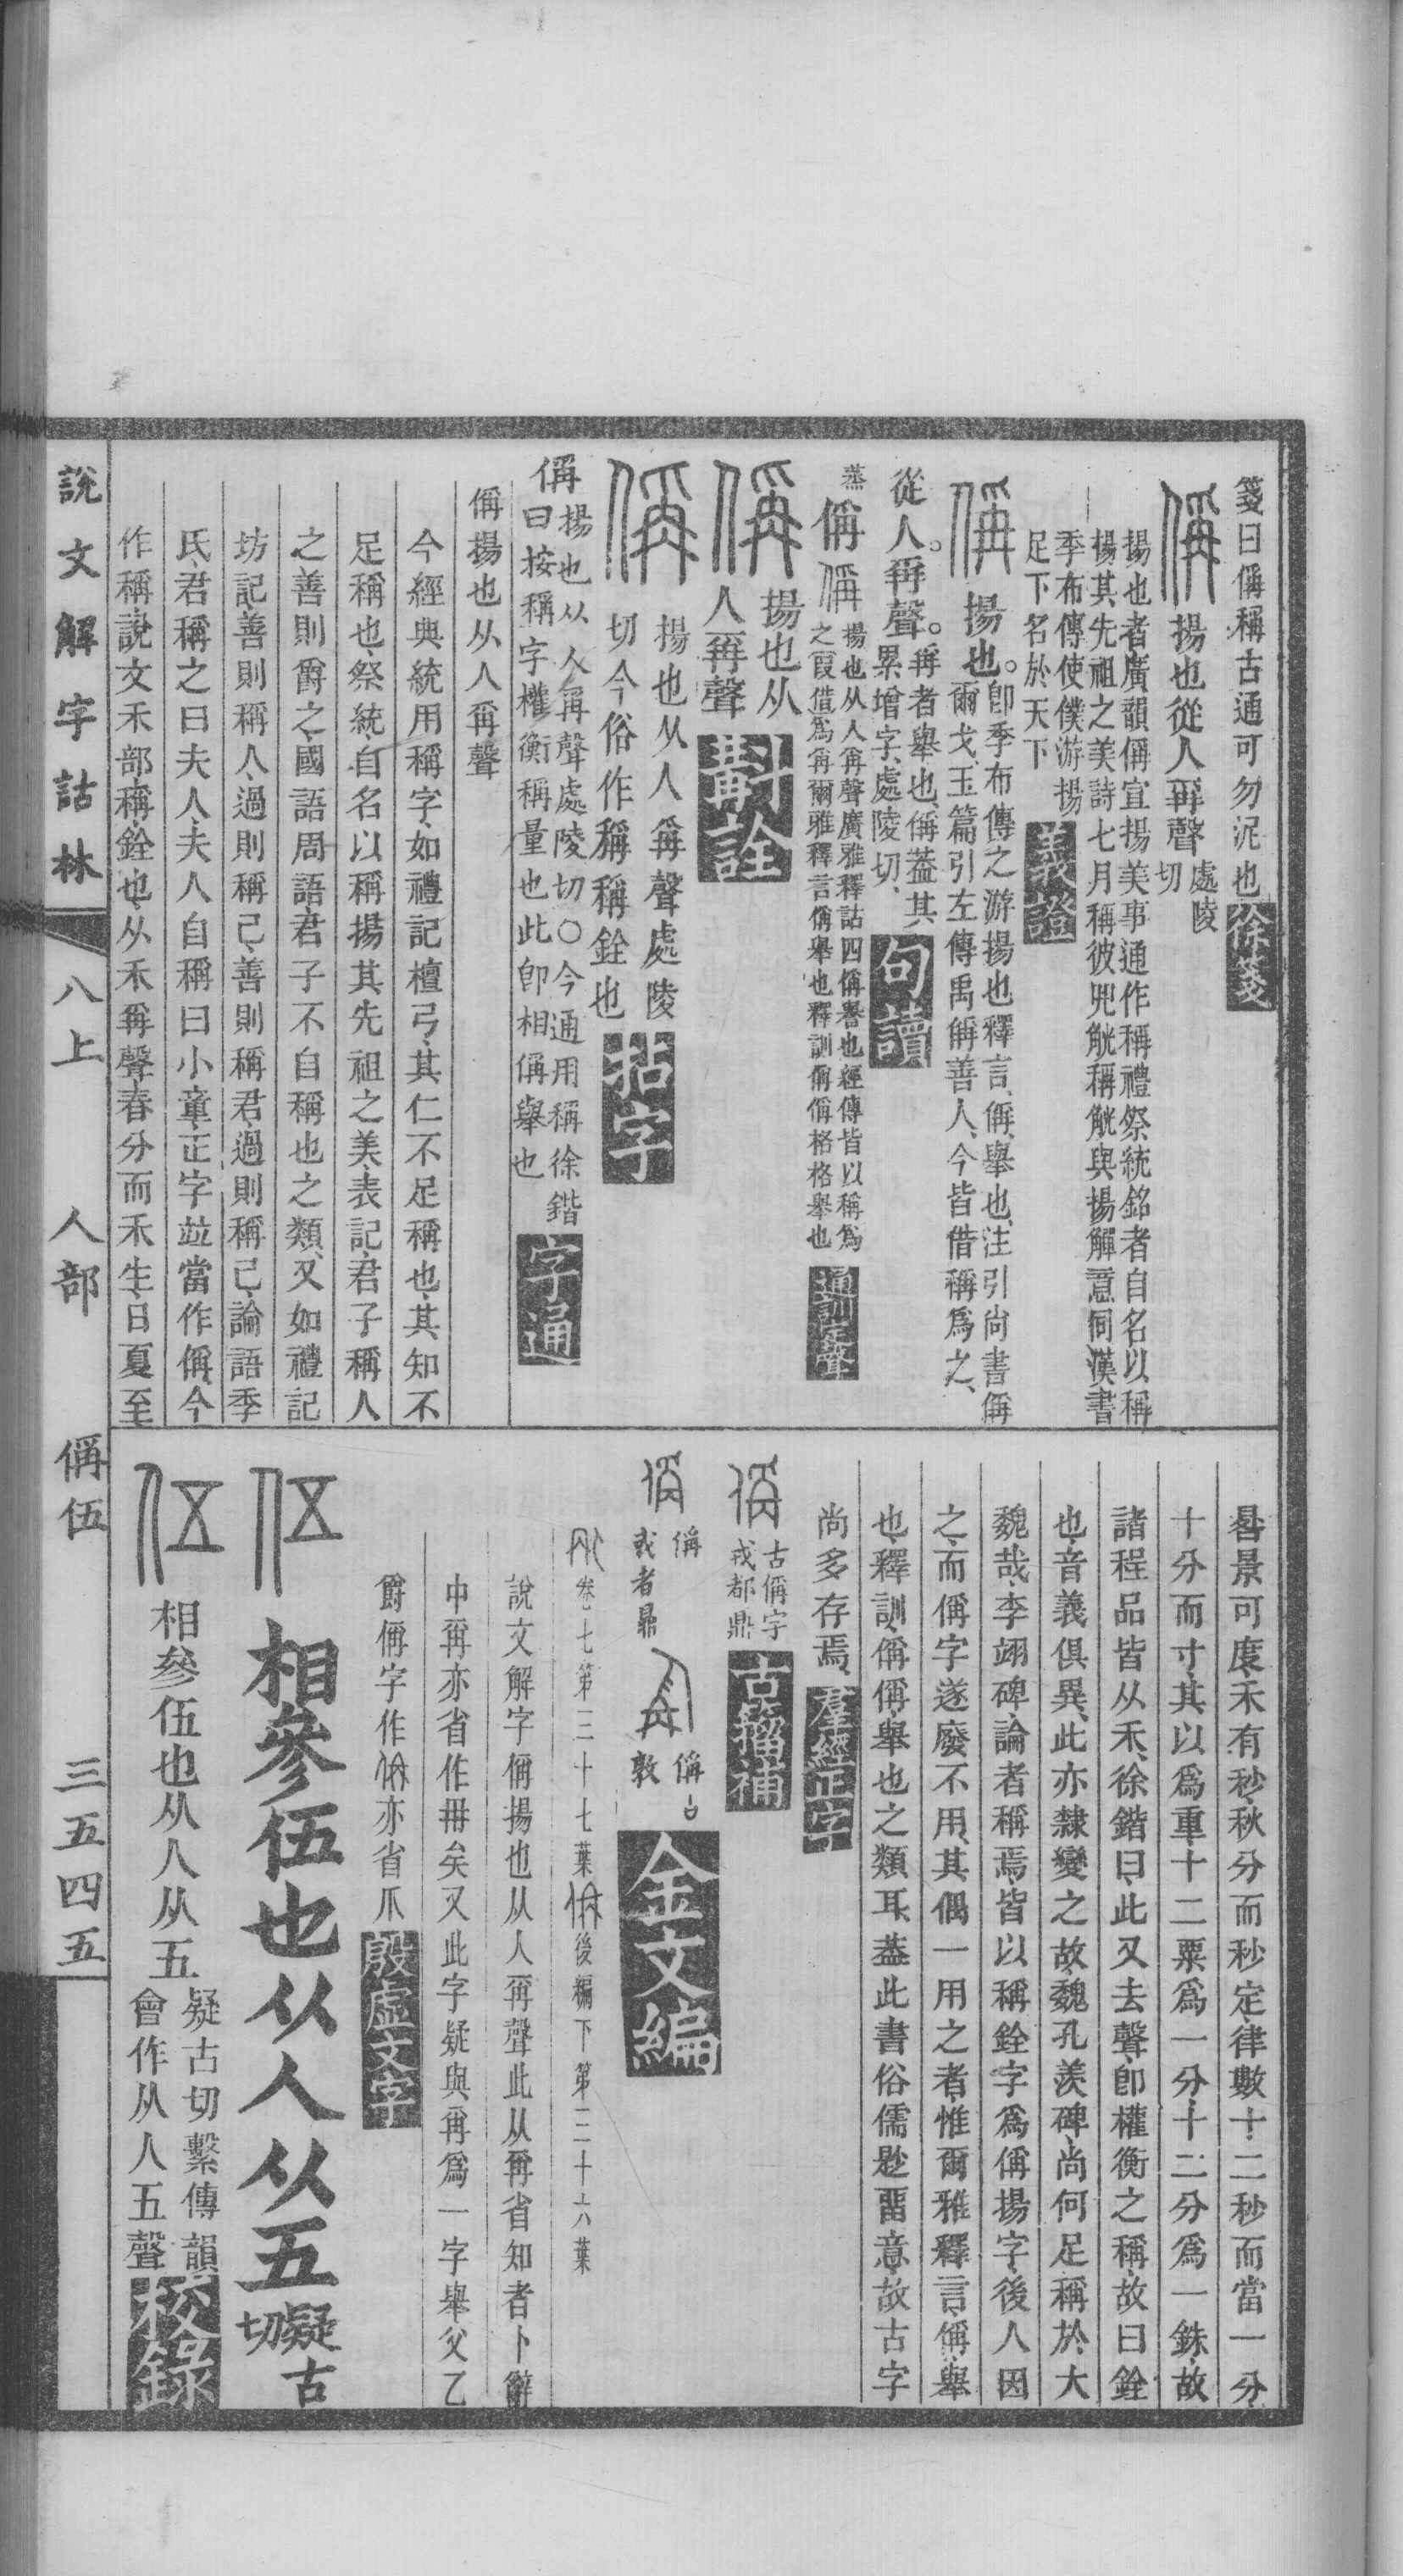 箋曰偁稱古通可勿泥也徐箋
揚也從人爯聲處陵切
揚也者廣韻偁宜揚美事通作稱禮祭統銘者自名以稱
楊其先祖之美詩七月稱彼兕觥稱觥與揚觶意同漢書
季布傳使僕游揚
足下名於天下義證
揚也。卽季布傳之游揚也釋言、偁、舉也、注引尙書偁
爾戈、玉篇引左傳禹偁善人、今皆借稱爲之、
從人。爯聲。爯者舉也、偁葢其
累增字、處陵切、句讀
蒸偁揚也从人爯聲廣雅釋詁四偁譽也經傳皆以稱爲
之叚借爲爯爾雅釋言偁舉也釋訓偁偁格格舉也通訓定聲
揚也从
人爯聲斠詮
揚也从人爯聲處陵
切今俗作稱稱銓也拈字
偁揚也从人爯聲處陵切○今通用稱徐鍇
曰按稱字權衡稱量也此卽相偁舉也字通
偁揚也从人爯聲
今經典統用稱字、如禮記檀弓、其仁不足稱也、其知不
足稱也、祭統、自名以稱揚其先祖之美、表記、君子稱人
之善則爵之、國語周語、君子不自稱也之類、又如禮記
坊記、善則稱人、過則稱己、善則稱君、過則稱己、論語季
氏、君稱之曰夫人、夫人自稱曰小童、正字竝當作偁、今
作稱、說文禾部稱、銓也、从禾爯聲、春分而禾生、日夏至
晷景可度、禾有秒、秋分而秒定、律數十二秒而當一分、
十分而寸、其以爲重、十二粟爲一分、十二分爲一銖、故
諸程品皆从禾、徐鍇曰、此又去聲、卽權衡之稱、故曰銓
也、音義俱異、此亦隸變之故、魏孔羨碑、尙何足稱於大
魏哉、李翊碑、論者稱焉、皆以稱銓字爲偁揚字、後人因
之、而偁字遂廢不用、其偶一用之者、惟爾雅釋言、偁、舉
也、釋訓、偁偁、舉也之類耳、葢此書俗儒尟畱意、故古字
尙多存焉、羣經正字
古偁字
戎都鼎古籀補
偁
或者鼎
偁
敦金文編
卷七第三十七葉後編下第三十六葉
說文解字偁揚也从人爯聲此从爯省知者卜辭
中爯亦省作冉矣又此字疑與爯爲一字舉父乙
爵偁字作亦省爪殷虛文字
相參伍也从人从五疑古切
相參伍也从人从五疑古切繫傳韻
會作从人五聲校錄
說文解字詁林
八上
人部
偁伍
三五四五